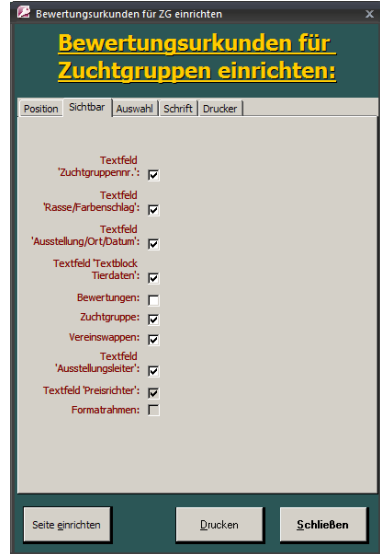 Bewertungsurkunden für ZG einrichten
x
Bewertungsurkunden für
Zuchtgruppen einrichten:
Position Sichtbar Auswahl Schrift Drucker
Textfeld
'Zuchtgruppennr.':
Textfeld
'Rasse/Farbenschlag':
Textfeld
'Ausstellung/Ort/Datum':
Textfeld 'Textblock
Tierdaten':
Bewertungen:
Zuchtgruppe:
Vereinswappen:
Textfeld
'Ausstellungsleiter':
Textfeld 'Preisrichter':
Formatrahmen:
Seite einrichten Drucken Schließen